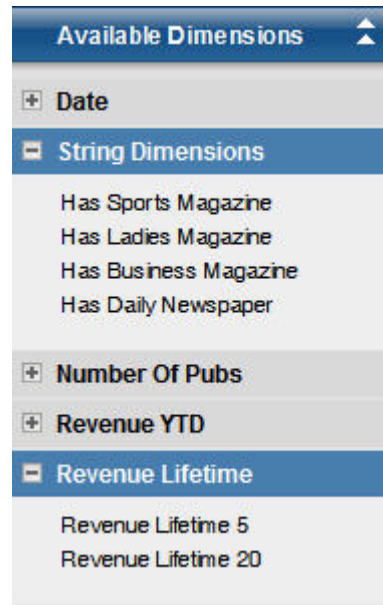 Available Dimensions
Date
String Dimensions
Has Sports Magazine
Has Ladies Magazine
Has Business Magazine
Has Daily Newspaper
Number Of Pubs
Revenue YTD
Revenue Lifetime
Revenue Lifetime 5
Revenue Lifetime 20